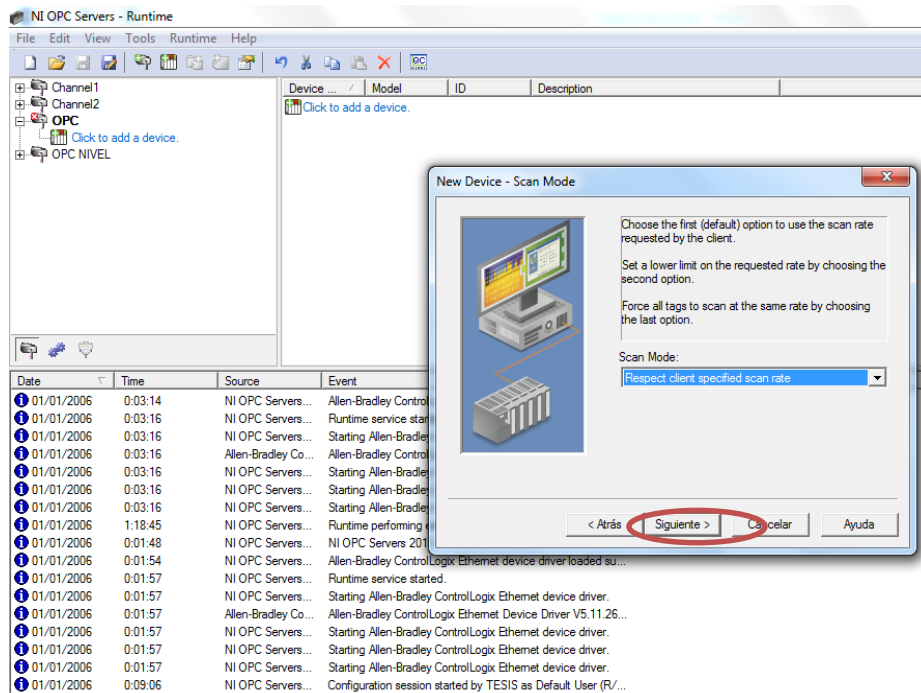 NI OPC Servers - Runtime
File Edit View Tools Runtime Help
Channel1
Channel2
OPC
Click to add a device.
OPC NIVEL
Device ... Model ID Description
Click to add a device.
New Device - Scan Mode
Choose the first (default) option to use the scan rate
requested by the client.
Set a lower limit on the requested rate by choosing the
second option.
Force all tags to scan at the same rate by choosing
the last option.
Scan Mode:
Respect client specified scan rate
< Atrás Siguiente > Cancelar Ayuda
Date Time Source Event
01/01/2006 0:03:14 NI OPC Servers... Allen-Bradley Control
01/01/2006 0:03:16 NI OPC Servers... Runtime service star
01/01/2006 0:03:16 NI OPC Servers... Starting Allen-Bradley
01/01/2006 0:03:16 Allen-Bradley Co... Allen-Bradley Control
01/01/2006 0:03:16 NI OPC Servers... Starting Allen-Bradley
01/01/2006 0:03:16 NI OPC Servers... Starting Allen-Bradley
01/01/2006 0:03:16 NI OPC Servers... Starting Allen-Bradley
01/01/2006 1:18:45 NI OPC Servers... Runtime performing
01/01/2006 0:01:48 NI OPC Servers... NI OPC Servers 201
01/01/2006 0:01:54 NI OPC Servers... Allen-Bradley ControlLogix Ethernet device driver loaded su...
01/01/2006 0:01:57 NI OPC Servers... Runtime service started.
01/01/2006 0:01:57 NI OPC Servers... Starting Allen-Bradley ControlLogix Ethernet device driver.
01/01/2006 0:01:57 Allen-Bradley Co... Allen-Bradley ControlLogix Ethernet Device Driver V5.11.26...
01/01/2006 0:01:57 NI OPC Servers... Starting Allen-Bradley ControlLogix Ethernet device driver.
01/01/2006 0:01:57 NI OPC Servers... Starting Allen-Bradley ControlLogix Ethernet device driver.
01/01/2006 0:01:57 NI OPC Servers... Starting Allen-Bradley ControlLogix Ethernet device driver.
01/01/2006 0:09:06 NI OPC Servers... Configuration session started by TESIS as Default User (R/...